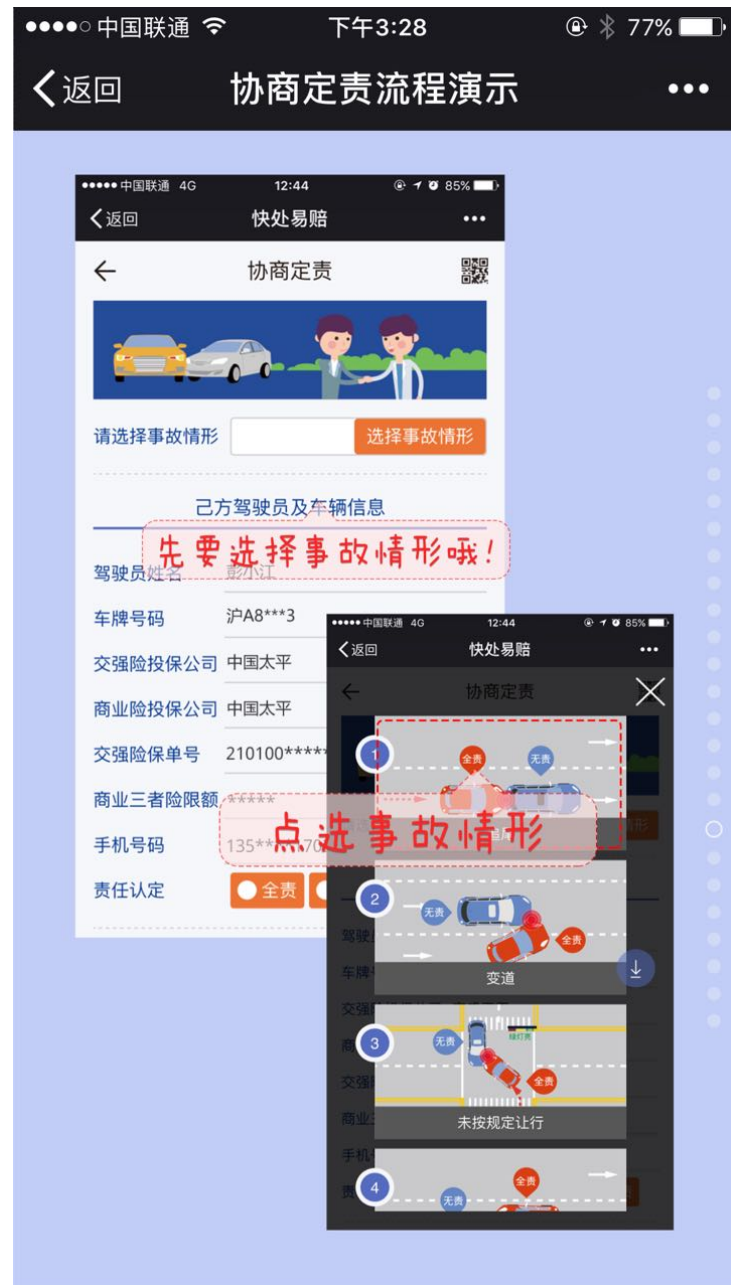 中国联通 下午3:28 77%
返回 协商定责流程演示
中国联通 4G 12:44 85%
返回 快处易赔
协商定责
请选择事故情形 选择事故情形
己方驾驶员及车辆信息
先要选择事故情形哦!
驾驶员姓名 彭小江
车牌号码 沪A8***3
交强险投保公司 中国太平
商业险投保公司 中国太平
交强险保单号 210100*****
商业三者险限额 *****
手机号码
责任认定 全责
中国联通 4G 12:44 85%
返回 快处易赔
协商定责
1 全责 无责
点选事故情形
2 无责 全责
变道
3 无责 绿灯亮 全责
未按规定让行
4 无责 全责